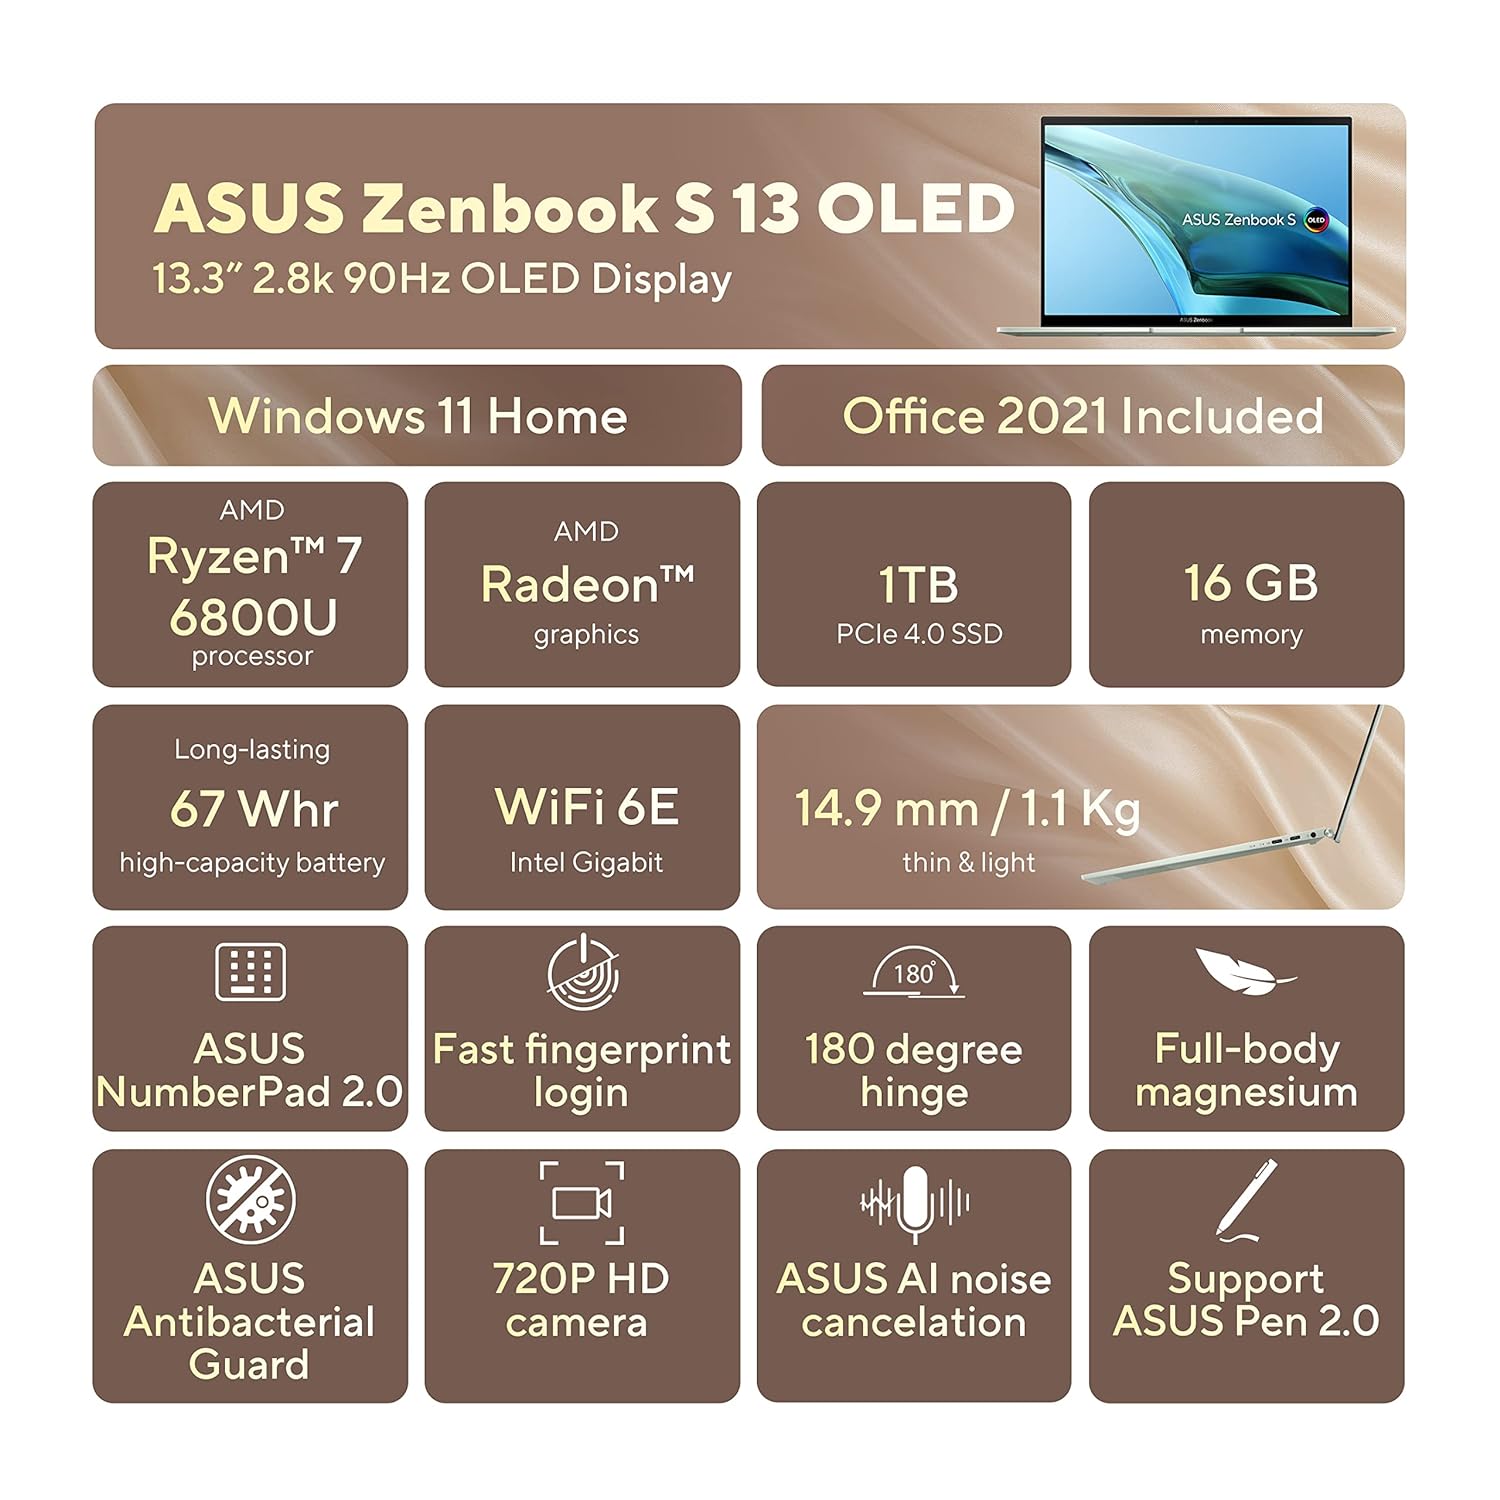 ASUS Zenbook S 13 OLED
13.3″ 2.8k 90Hz OLED Display
ASUS Zenbook S OLED
ASUS Zenbook
Windows 11 Home
Office 2021 Included
AMD
Ryzen™ 7
6800U
processor
AMD
Radeon™
graphics
1TB
PCIe 4.0 SSD
16 GB
memory
Long-lasting
67 Whr
high-capacity battery
WiFi 6E
Intel Gigabit
14.9 mm / 1.1 Kg
thin & light
ASUS
NumberPad 2.0
Fast fingerprint
login
180°
180 degree
hinge
Full-body
magnesium
ASUS
Antibacterial
Guard
720P HD
camera
ASUS AI noise
cancelation
Support
ASUS Pen 2.0